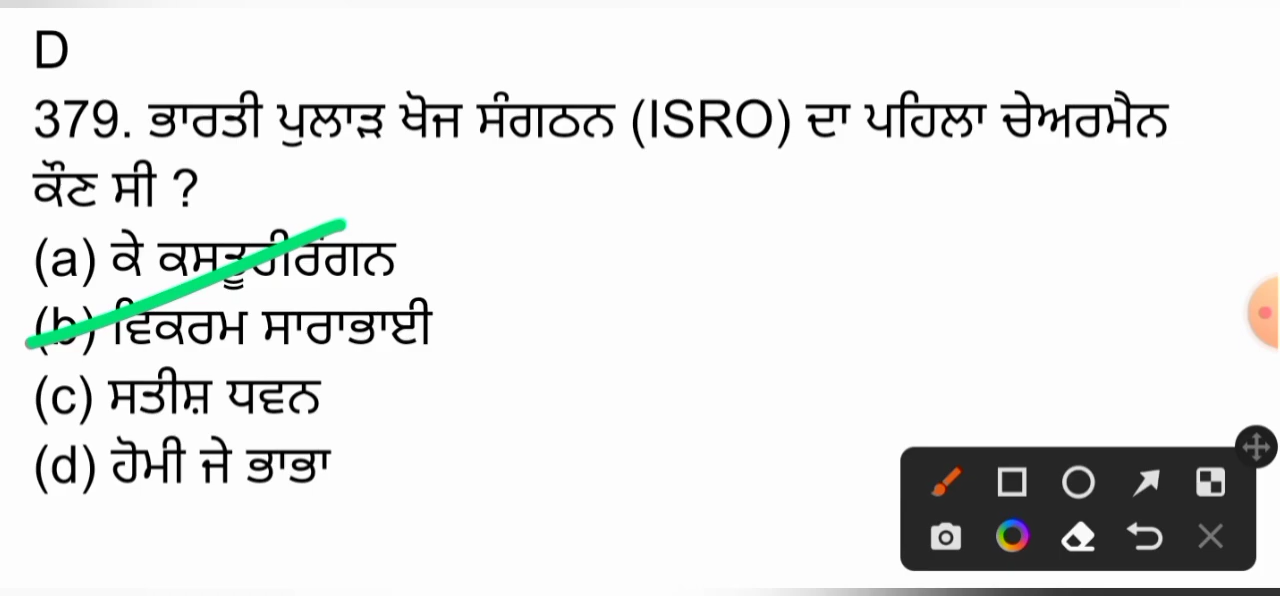 D
379. ਭਾਰਤੀ ਪੁਲਾੜ ਖੋਜ ਸੰਗਠਨ (ISRO) ਦਾ ਪਹਿਲਾ ਚੇਅਰਮੈਨ
ਕੌਣ ਸੀ ?
(a) ਕੇ ਕਸਤੂਰੀਰੰਗਨ
(b) ਵਿਕਰਮ ਸਾਰਾਭਾਈ
(c) ਸਤੀਸ਼ ਧਵਨ
(d) ਹੋਮੀ ਜੇ ਭਾਭਾ